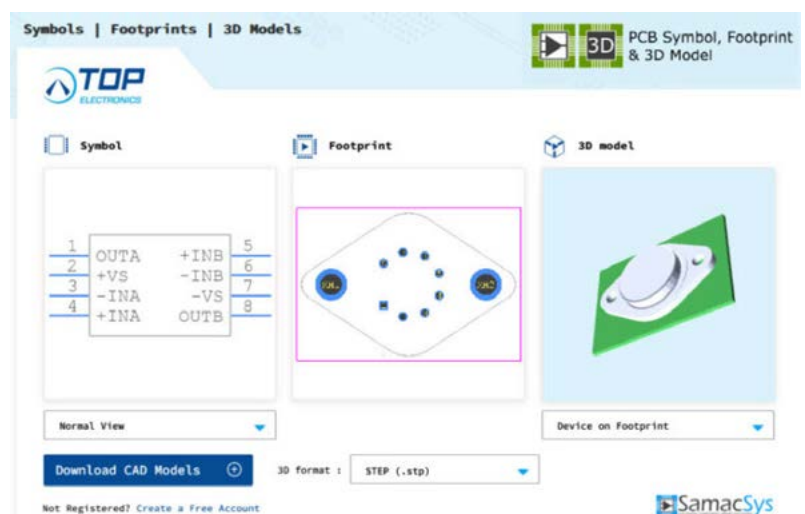 Symbols | Footprints | 3D Models
3D
PCB Symbol, Footprint
& 3D Model
TOP
ELECTRONICS
Symbol
Footprint
3D model
1 OUTA +INB 5
2 +VS -INB 6
3 -INA -VS 7
4 +INA OUTB 8
Normal View
Device on Footprint
Download CAD Models
3D format :
STEP (.stp)
Not Registered? Create a Free Account
SamacSys